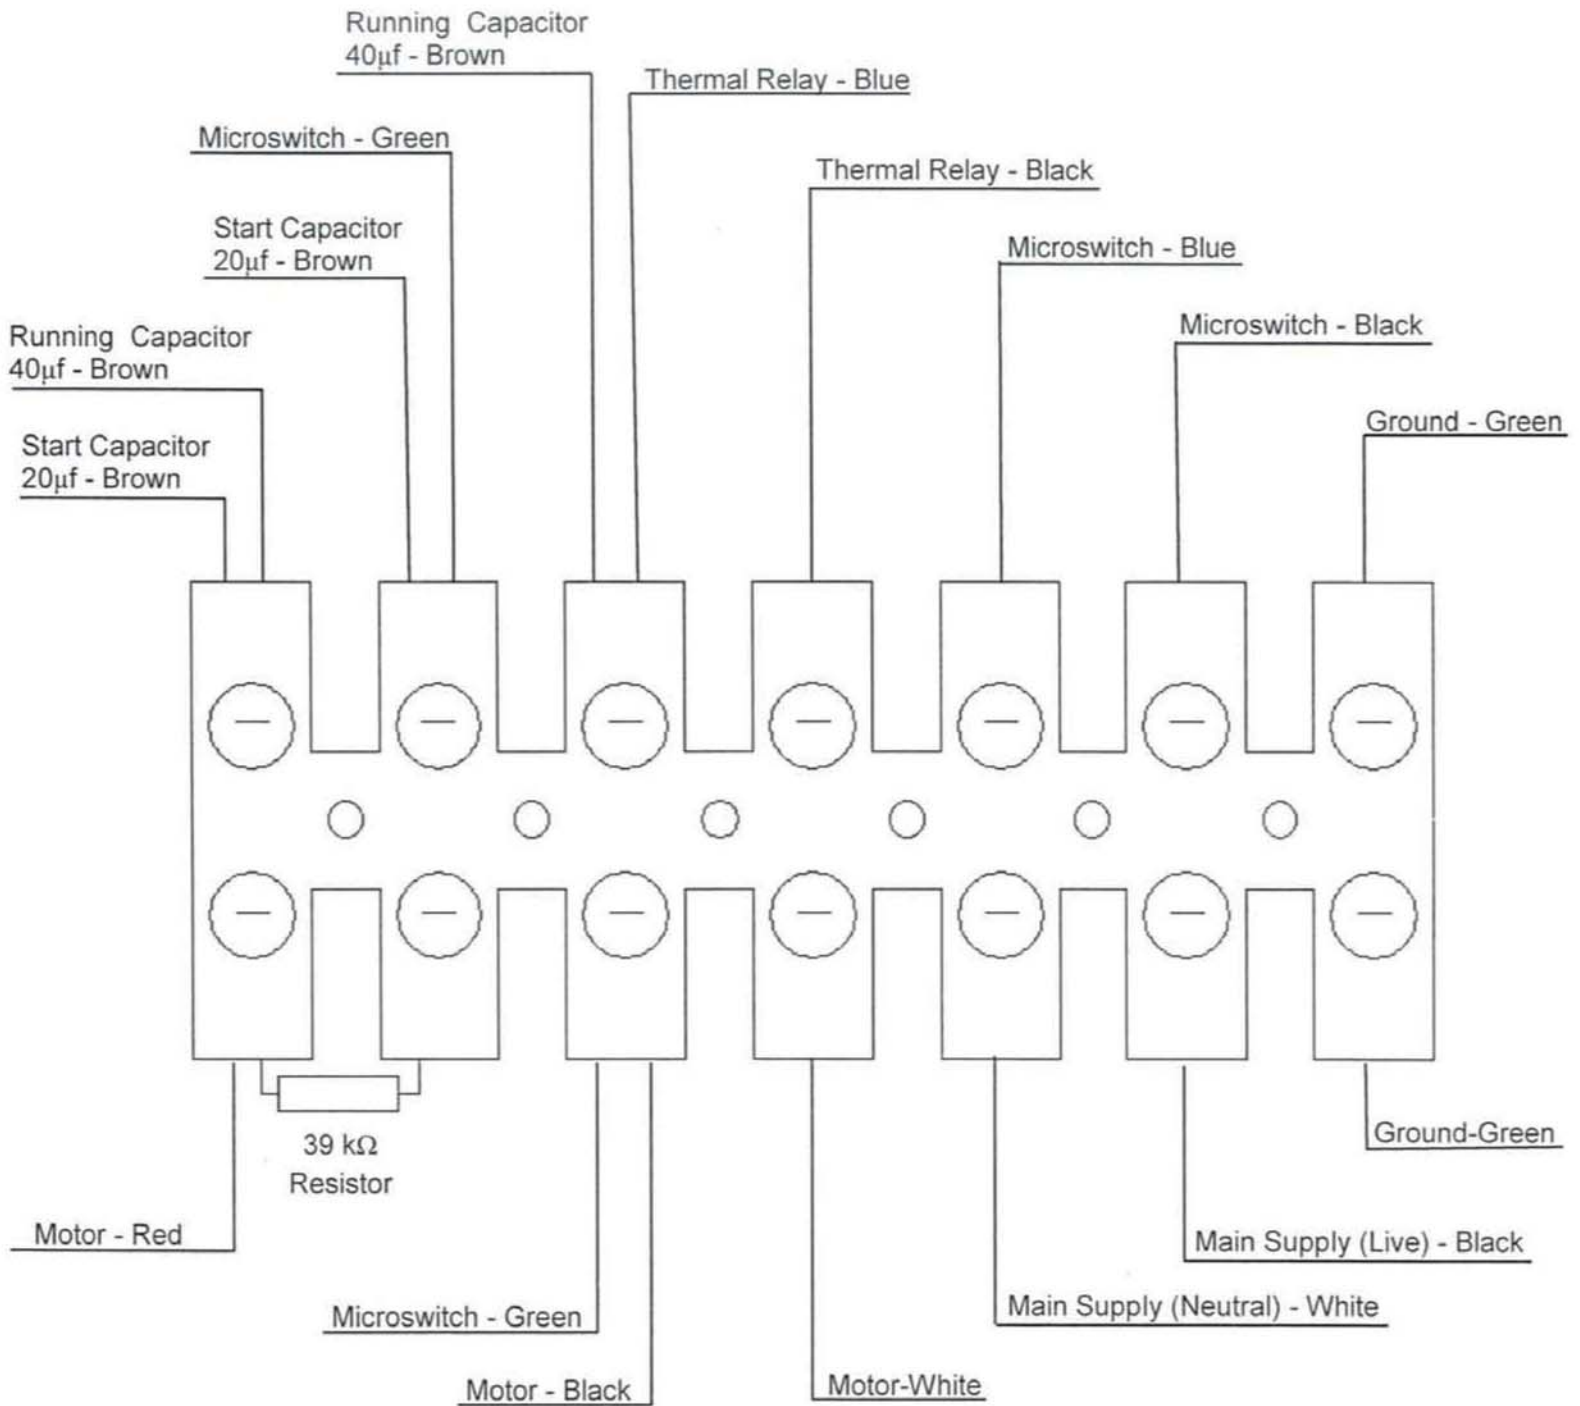 Running Capacitor
40μf - Brown
Thermal Relay - Blue
Microswitch - Green
Thermal Relay - Black
Start Capacitor
20μf - Brown
Microswitch - Blue
Running Capacitor
40μf - Brown
Microswitch - Black
Ground - Green
Start Capacitor
20μf - Brown
39 kΩ
Resistor
Ground-Green
Motor - Red
Main Supply (Live) - Black
Microswitch - Green
Main Supply (Neutral) - White
Motor - Black
Motor-White